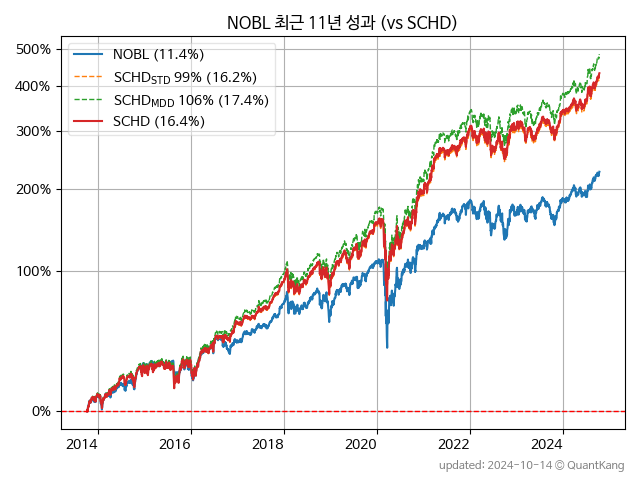 NOBL 최근 11년 성과 (vs SCHD)
500%
400%
300%
200%
100%
0%
NOBL (11.4%)
SCHD_STD 99% (16.2%)
SCHD_MDD 106% (17.4%)
SCHD (16.4%)
2014 2016 2018 2020 2022 2024
updated: 2024-10-14 © QuantKang